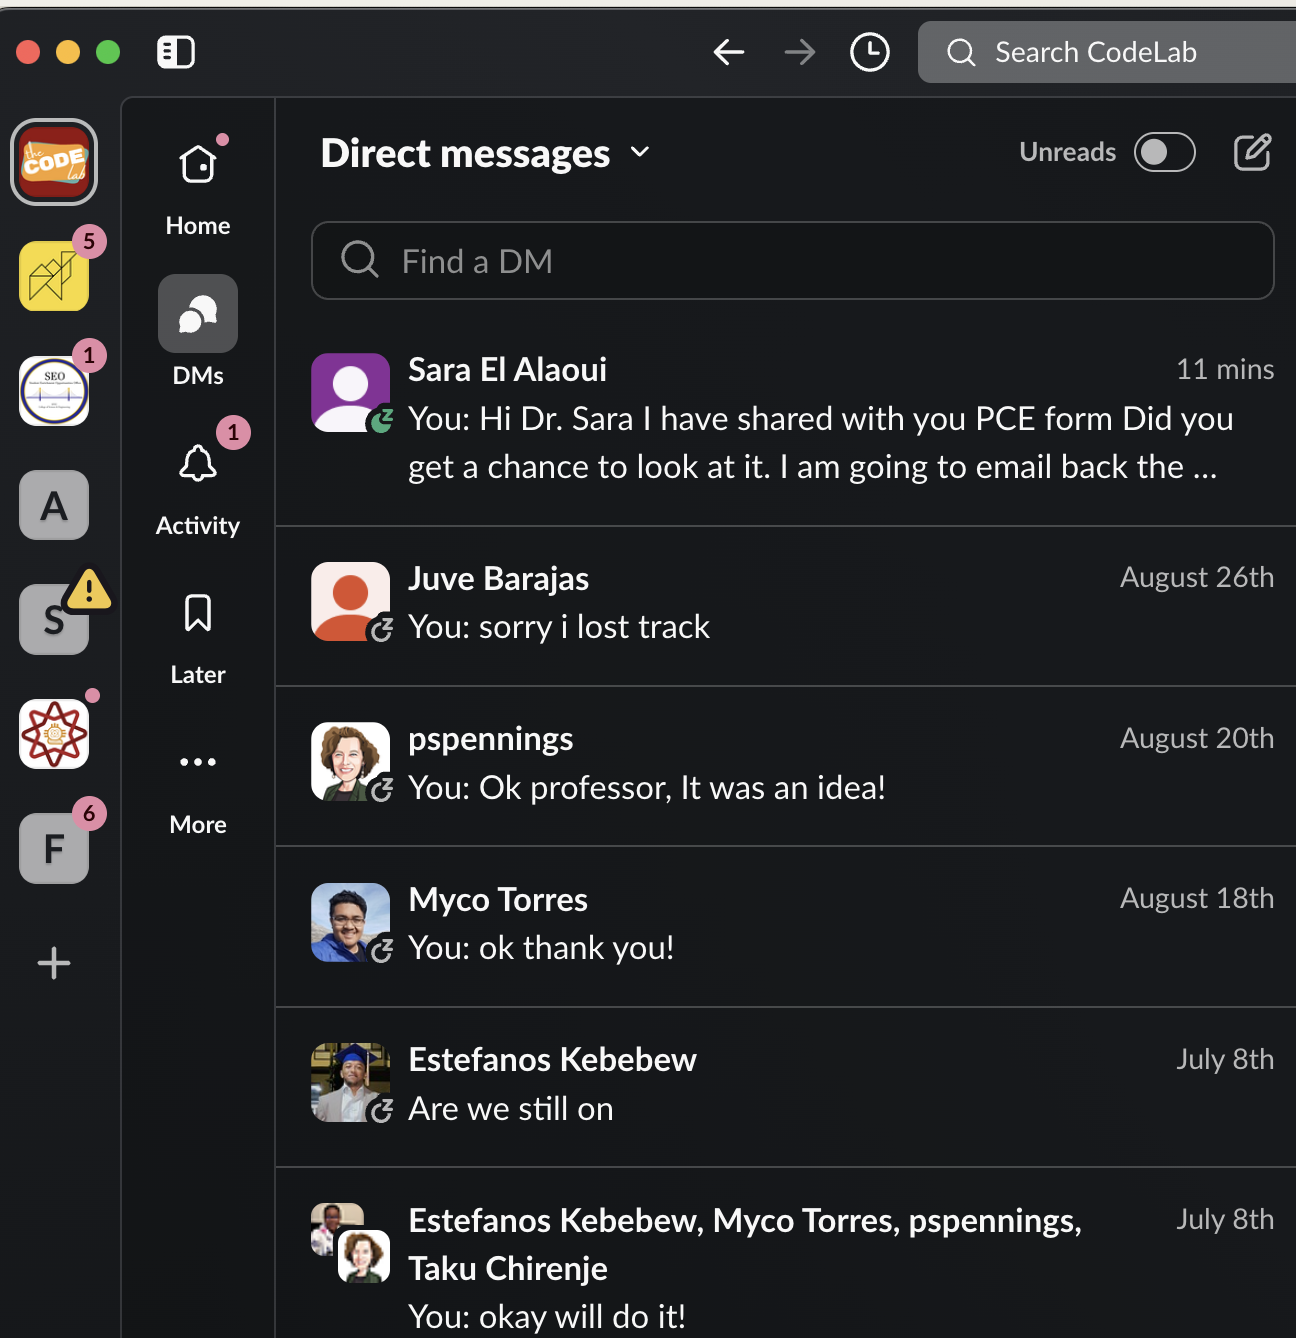 Search CodeLab
the
CODE
lab
5
SEO
1
A
S
6
F
Home
DMs
1
Activity
Later
More
Direct messages
Unreads
Find a DM
Sara El Alaoui
11 mins
You: Hi Dr. Sara I have shared with you PCE form Did you
get a chance to look at it. I am going to email back the ...
Juve Barajas
August 26th
You: sorry i lost track
pspennings
August 20th
You: Ok professor, It was an idea!
Myco Torres
August 18th
You: ok thank you!
Estefanos Kebebew
July 8th
Are we still on
Estefanos Kebebew, Myco Torres, pspennings,
July 8th
Taku Chirenje
You: okay will do it!